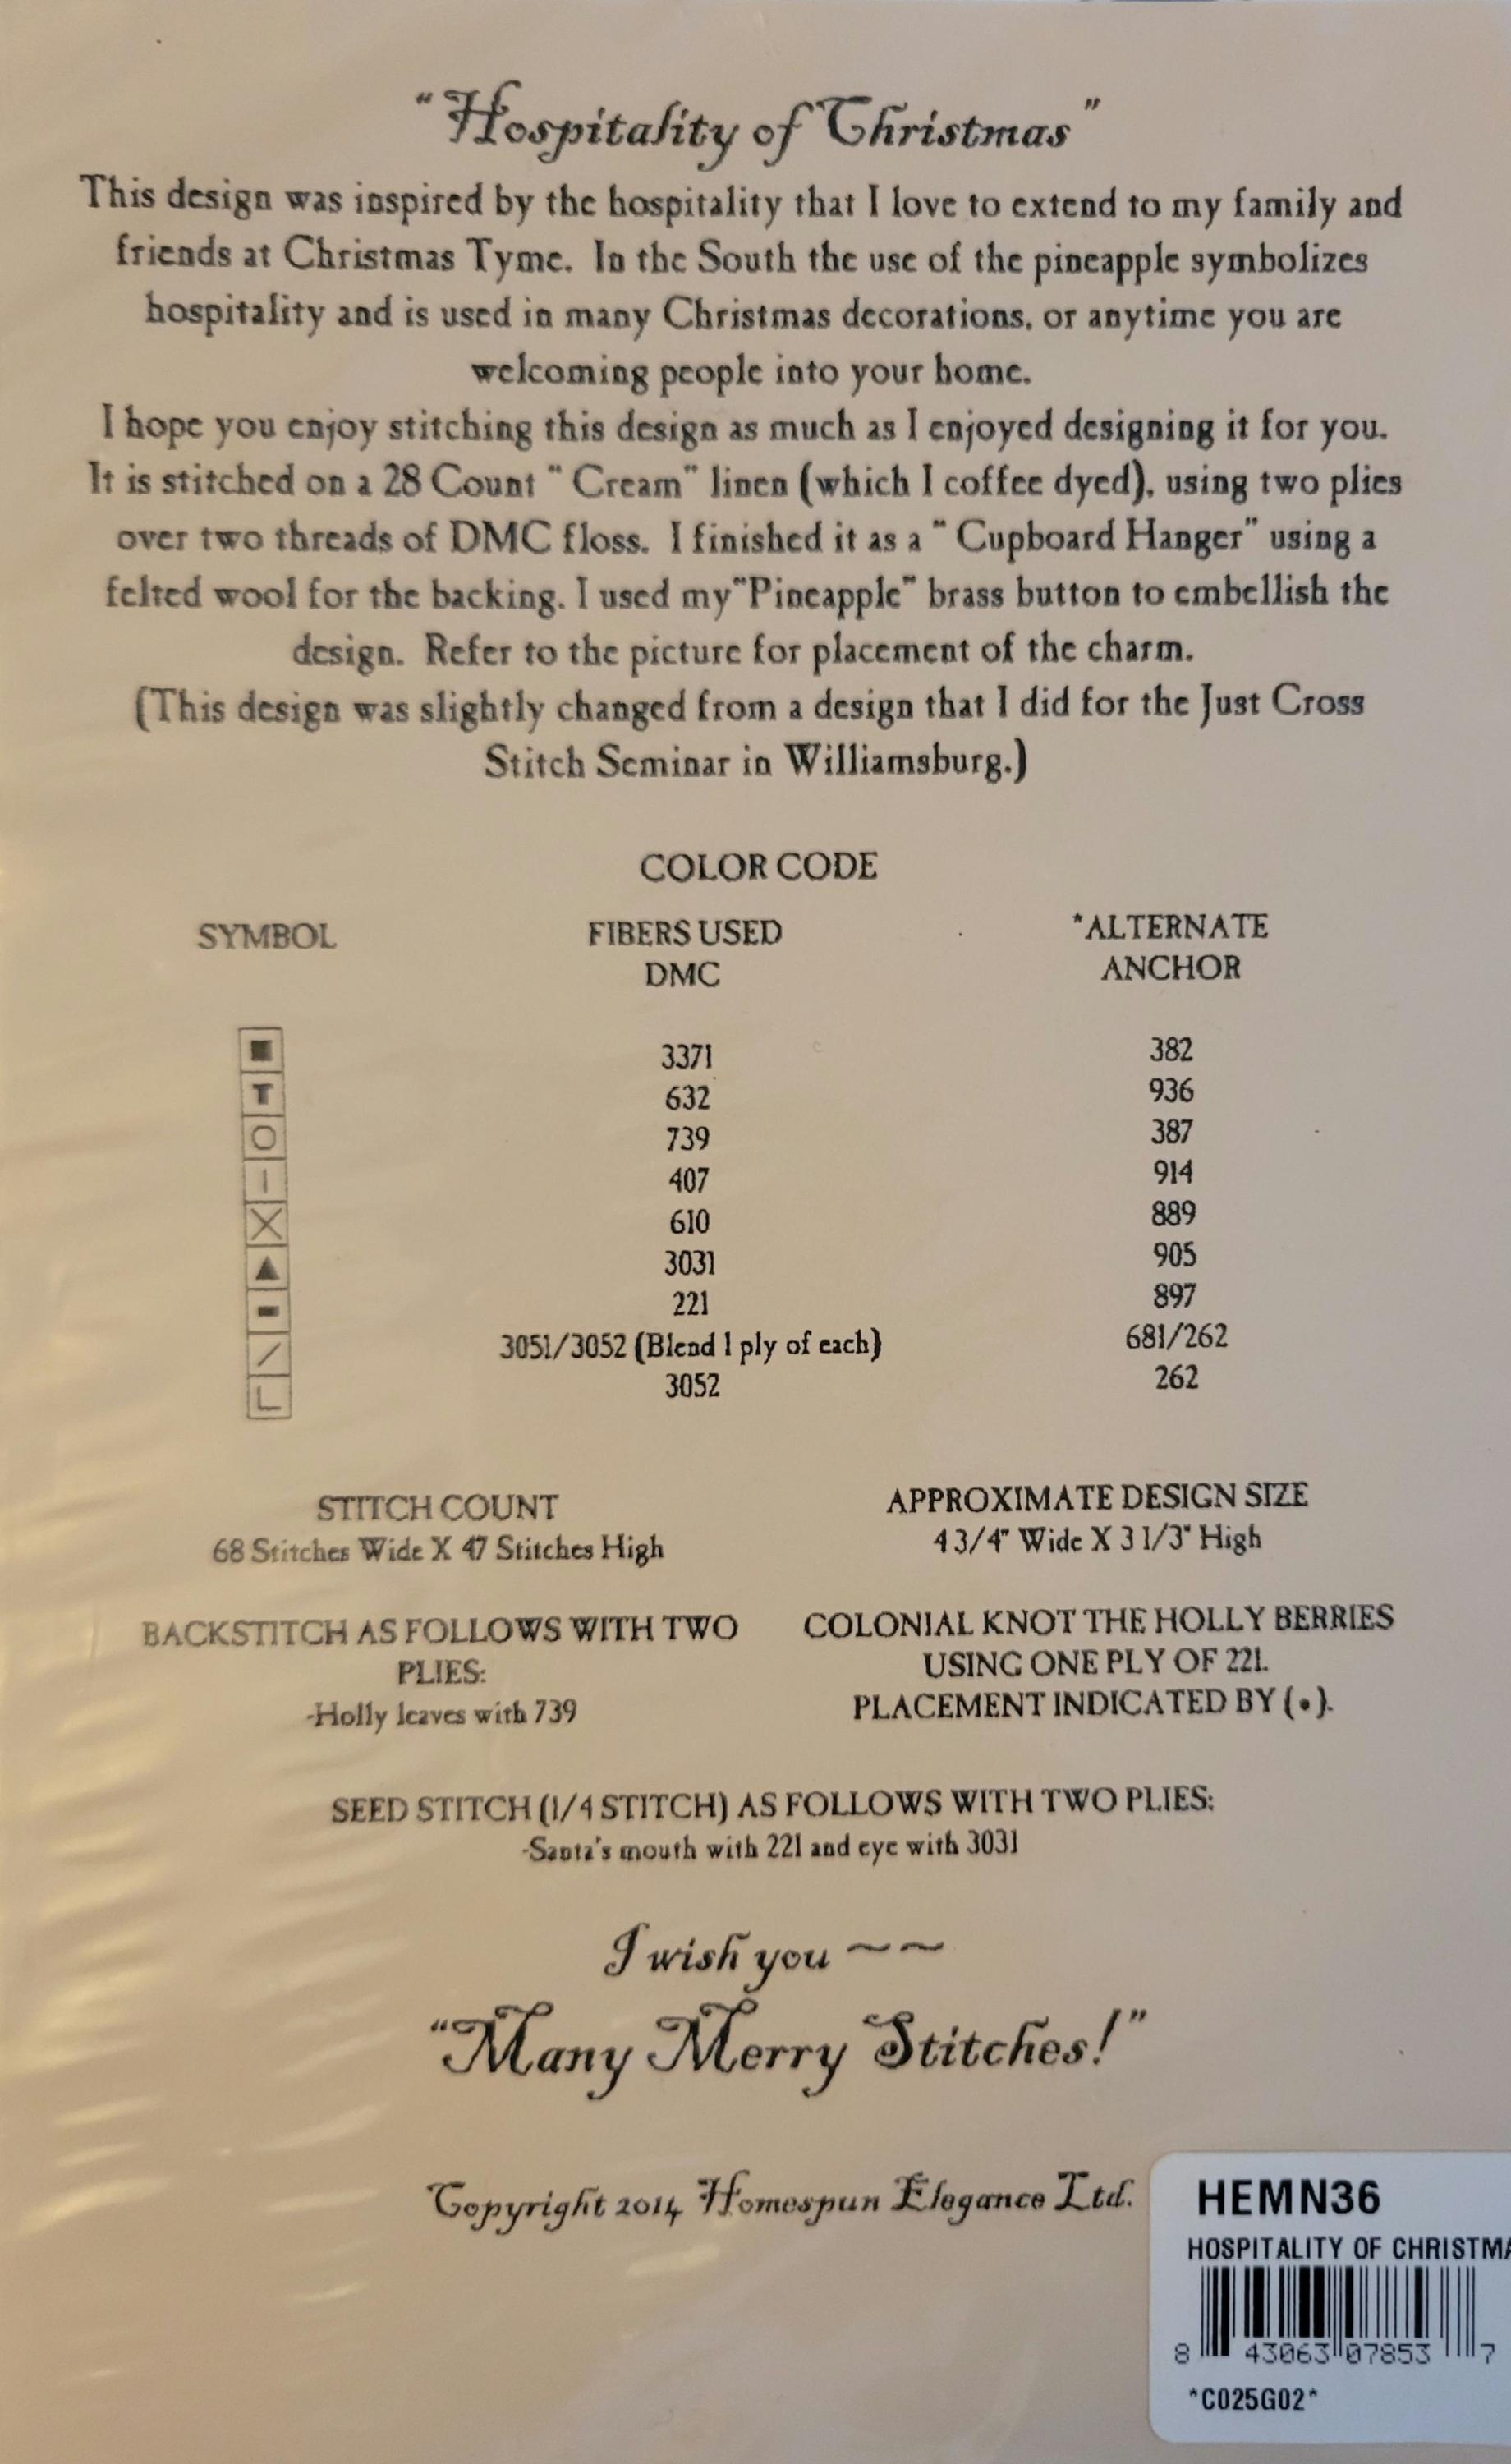 "Hospitality of Christmas"
This design was inspired by the hospitality that I love to extend to my family and
friends at Christmas Tyme. In the South the use of the pineapple symbolizes
hospitality and is used in many Christmas decorations, or anytime you are
welcoming people into your home.
I hope you enjoy stitching this design as much as I enjoyed designing it for you.
It is stitched on a 28 Count " Cream" linen (which I coffee dyed), using two plies
over two threads of DMC floss. I finished it as a " Cupboard Hanger" using a
felted wool for the backing. I used my"Pineapple" brass button to embellish the
design. Refer to the picture for placement of the charm.
(This design was slightly changed from a design that I did for the Just Cross
Stitch Seminar in Williamsburg.)
COLOR CODE
SYMBOL FIBERS USED *ALTERNATE
DMC ANCHOR
■ 3371 382
T 632 936
O 739 387
| 407 914
X 610 889
▲ 3031 905
▬ 221 897
\ 3051/3052 (Blend 1 ply of each) 681/262
L 3052 262
STITCH COUNT APPROXIMATE DESIGN SIZE
68 Stitches Wide X 47 Stitches High 4 3/4" Wide X 3 1/3" High
BACKSTITCH AS FOLLOWS WITH TWO
PLIES:
-Holly leaves with 739
COLONIAL KNOT THE HOLLY BERRIES
USING ONE PLY OF 221.
PLACEMENT INDICATED BY (•).
SEED STITCH (1/4 STITCH) AS FOLLOWS WITH TWO PLIES:
-Santa's mouth with 221 and eye with 3031
I wish you ~~
"Many Merry Stitches!"
Copyright 2014 Homespun Elegance Ltd.
HEMN36
HOSPITALITY OF CHRISTMA
8 43063 07853 7
*C025G02*